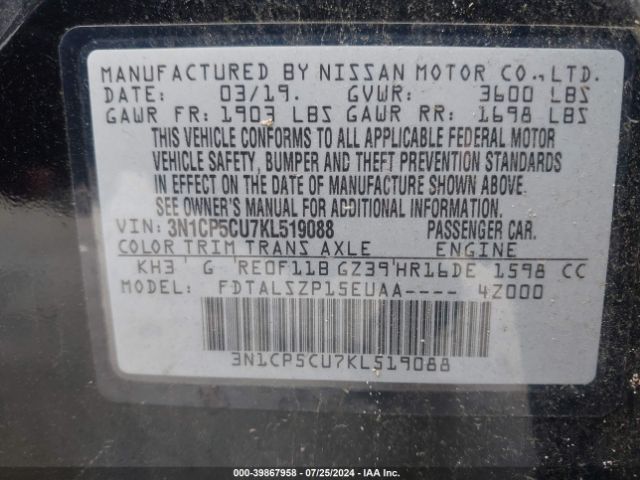 MANUFACTURED BY NISSAN MOTOR CO., LTD.
DATE: 03/19. GVWR: 3600 LBS
GAWR FR: 1903 LBS GAWR RR: 1698 LBS
THIS VEHICLE CONFORMS TO ALL APPLICABLE FEDERAL MOTOR
VEHICLE SAFETY, BUMPER AND THEFT PREVENTION STANDARDS
IN EFFECT ON THE DATE OF MANUFACTURE SHOWN ABOVE.
SEE OWNER'S MANUAL FOR ADDITIONAL INFORMATION.
VIN: 3N1CP5CU7KL519088 PASSENGER CAR.
COLOR TRIM TRANS AXLE ENGINE
KH3 G RE0F11B GZ39 HR16DE 1598 CC
MODEL: FDTALSZP15EUAA---- 4Z000
3N1CP5CU7KL519088
000-39867958 - 07/25/2024 - IAA Inc.